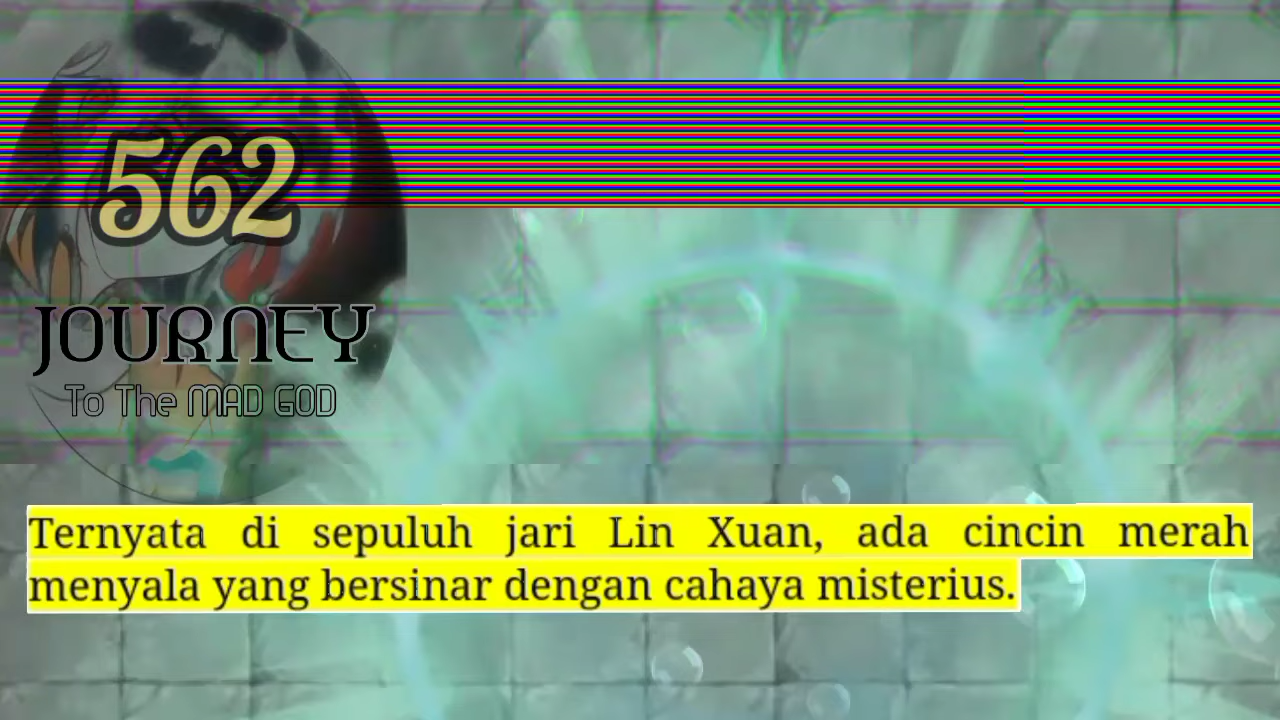 562
JOURNEY
To The MAD GOD
Ternyata di sepuluh jari Lin Xuan, ada cincin merah
menyala yang bersinar dengan cahaya misterius.